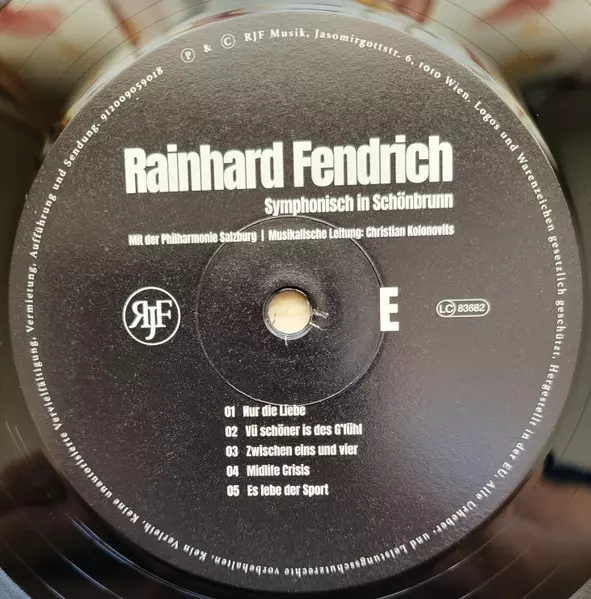 Ⓟ & © RJF Musik, Jasomirgottstr. 6, 1010 Wien. Logos und Warenzeichen gesetzlich geschützt. Hergestellt in der EU. Alle Urheber- und Leistungsschutzrechte vorbehalten. Kein Verleih, Keine unautorisierte Vervielfältigung, Vermietung, Aufführung und Sendung. 912009059018
Rainhard Fendrich
Symphonisch in Schönbrunn
Mit der Philharmonie Salzburg | Musikalische Leitung: Christian Kolonovits
RJF
E
LC 83682
01 Nur die Liebe
02 Vü schöner is des G'fühl
03 Zwischen eins und vier
04 Midlife Crisis
05 Es lebe der Sport